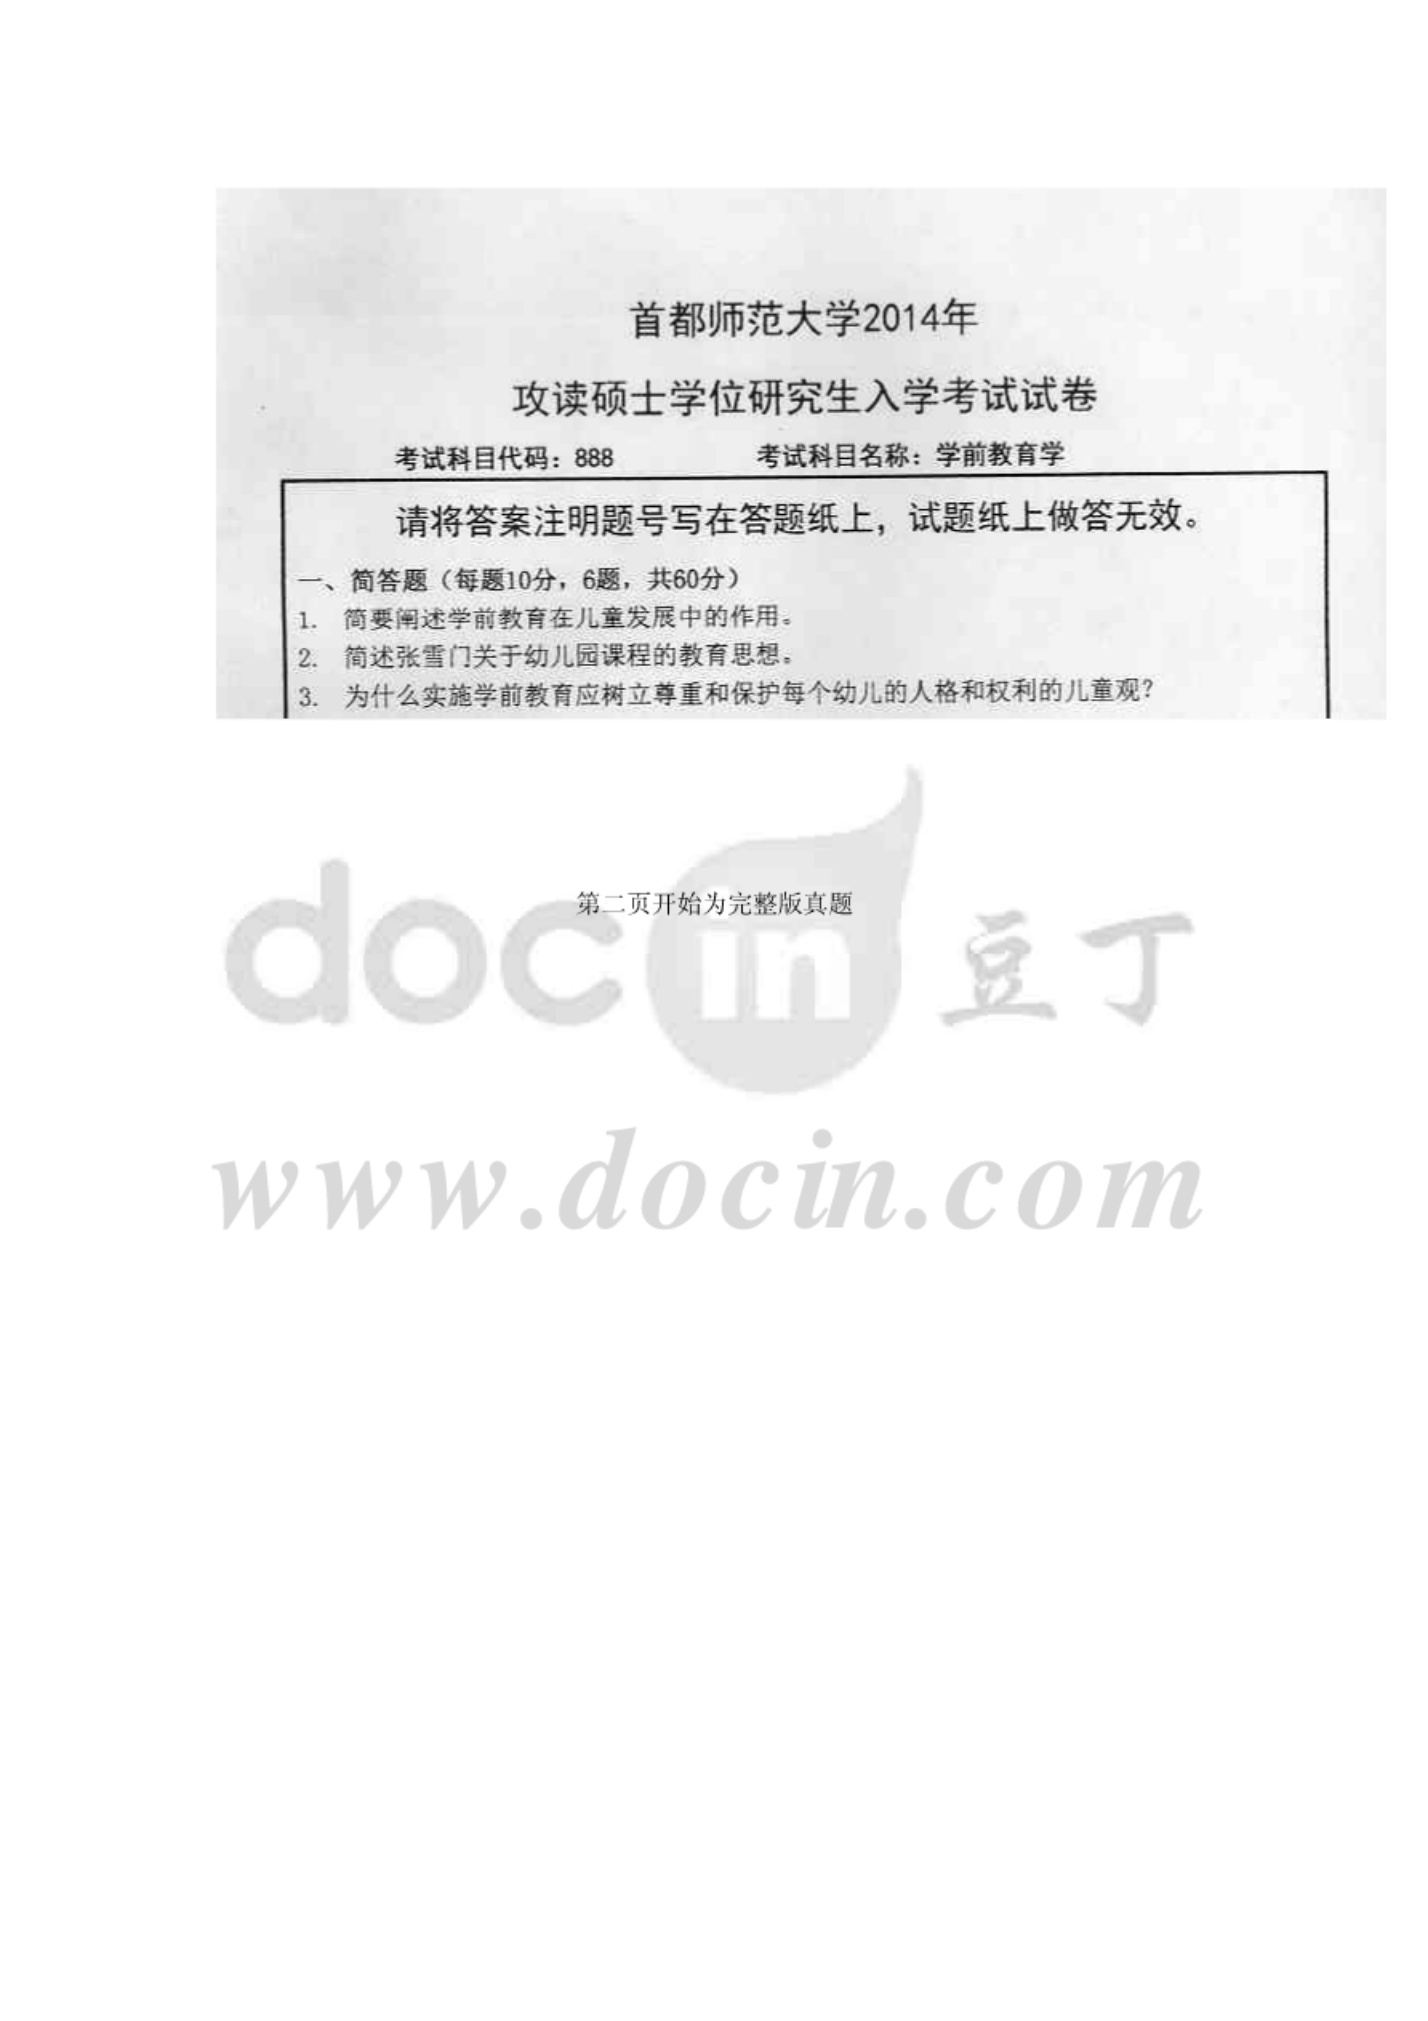 首都师范大学2014年
攻读硕士学位研究生入学考试试卷
考试科目代码：888 考试科目名称：学前教育学
请将答案注明题号写在答题纸上，试题纸上做答无效。
一、简答题（每题10分，6题，共60分）
1. 简要阐述学前教育在儿童发展中的作用。
2. 简述张雪门关于幼儿园课程的教育思想。
3. 为什么实施学前教育应树立尊重和保护每个幼儿的人格和权利的儿童观？
第二页开始为完整版真题
docin 豆丁
www.docin.com